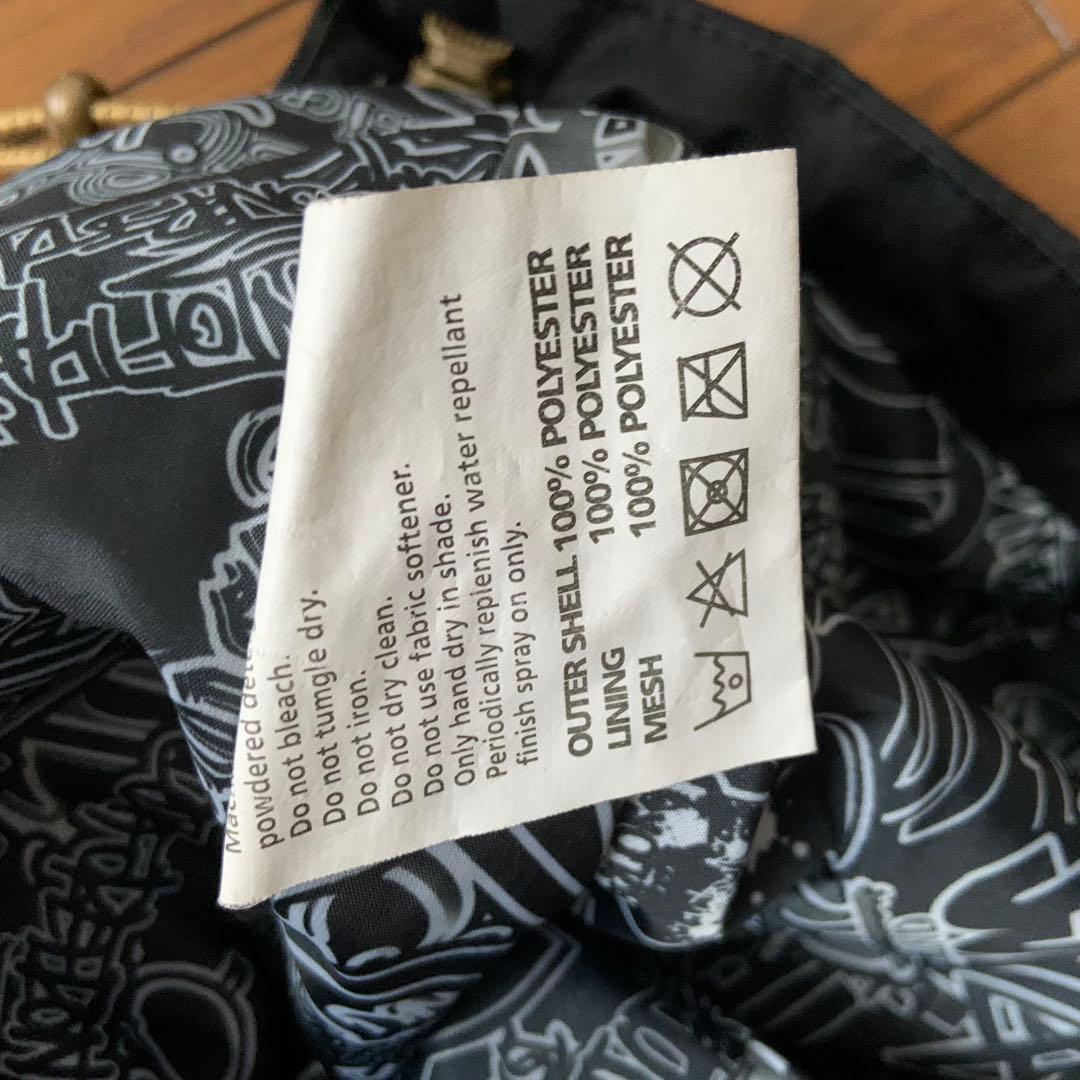 powdered
Do not bleach.
Do not tungle dry.
Do not iron.
Do not dry clean.
Do not use fabric softener.
Only hand dry in shade.
Periodically replenish water repellant
finish spray on only.
OUTER SHELL 100% POLYESTER
LINING 100% POLYESTER
MESH 100% POLYESTER